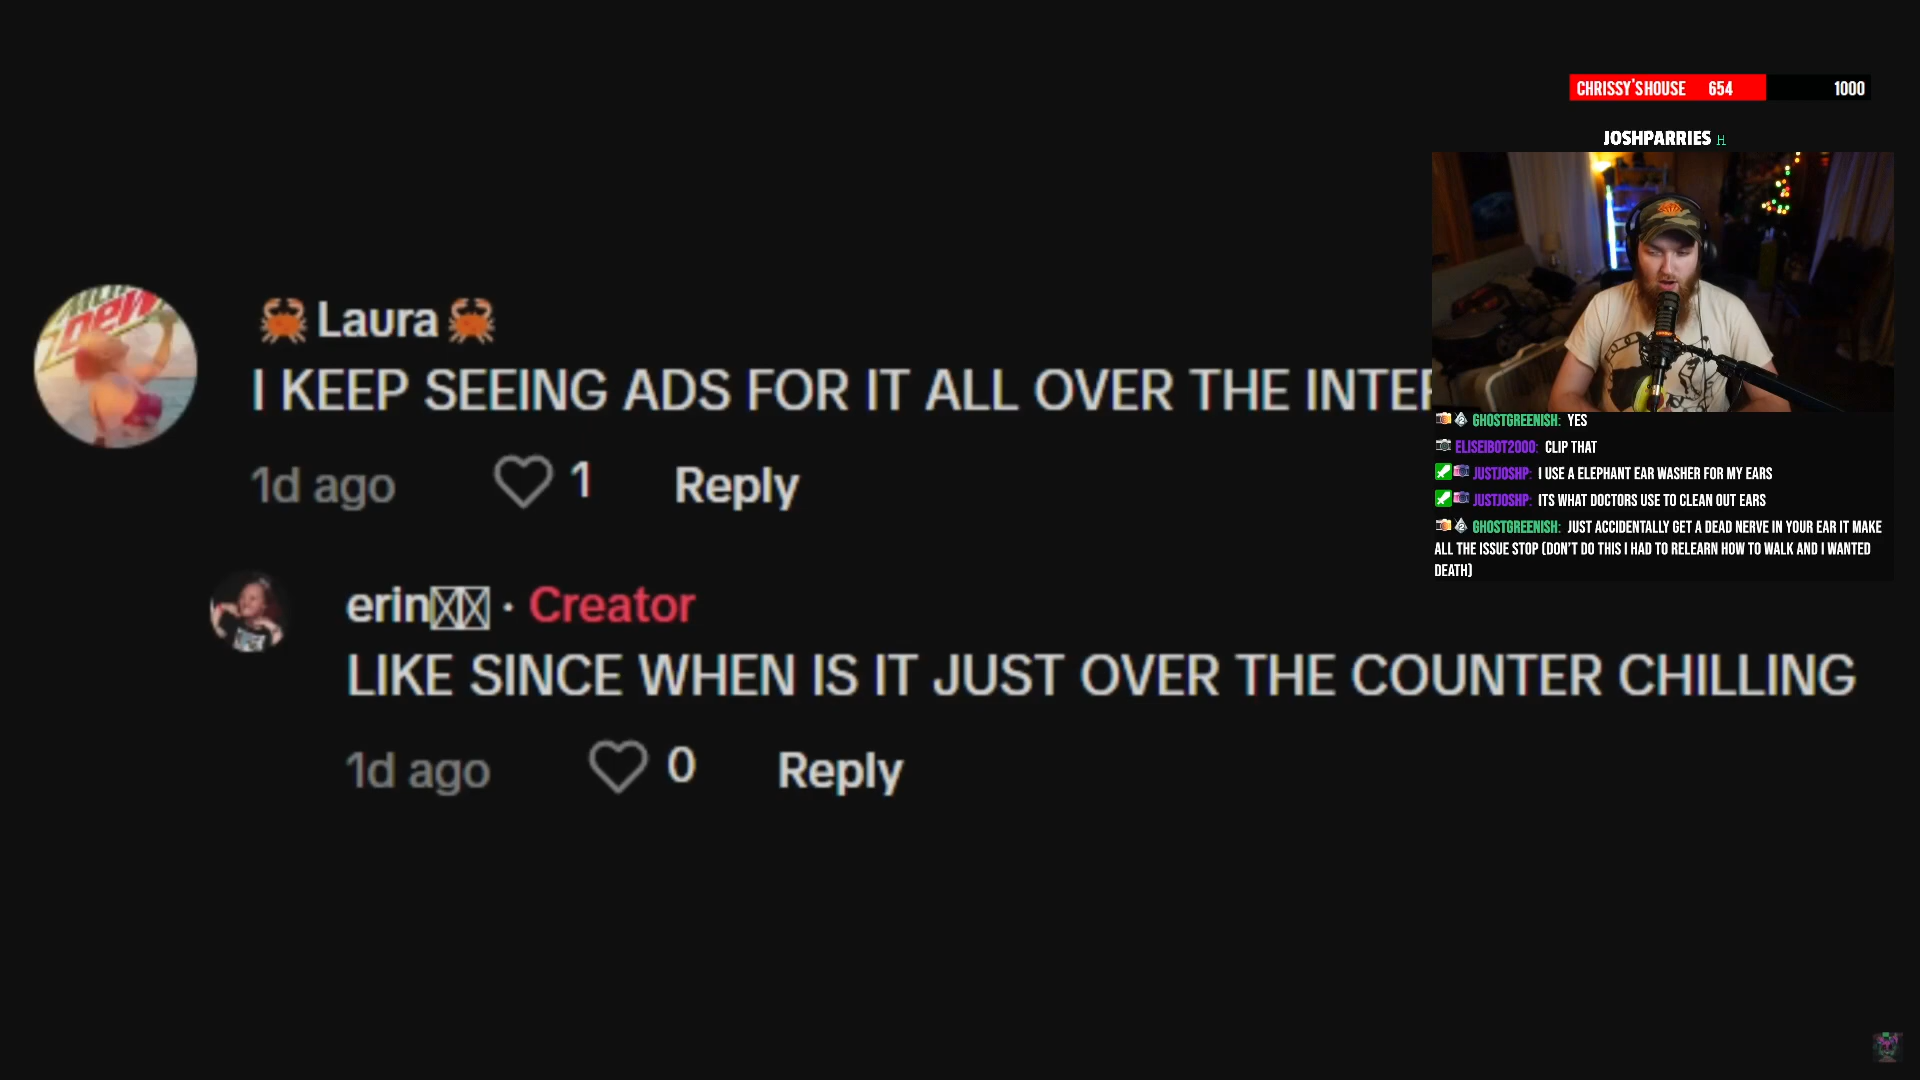 CHRISSY'SHOUSE 654 1000
JOSHPARRIES H
🦀 Laura 🦀
I KEEP SEEING ADS FOR IT ALL OVER THE
1d ago 1 Reply
erin · Creator
LIKE SINCE WHEN IS IT JUST OVER THE COUNTER CHILLING
1d ago 0 Reply
GHOSTGREENISH: YES
ELISEIBOT2000: CLIP THAT
JUSTJOSHP: I USE A ELEPHANT EAR WASHER FOR MY EARS
JUSTJOSHP: ITS WHAT DOCTORS USE TO CLEAN OUT EARS
GHOSTGREENISH: JUST ACCIDENTALLY GET A DEAD NERVE IN YOUR EAR IT MAKE
ALL THE ISSUE STOP (DON'T DO THIS I HAD TO RELEARN HOW TO WALK AND I WANTED
DEATH)